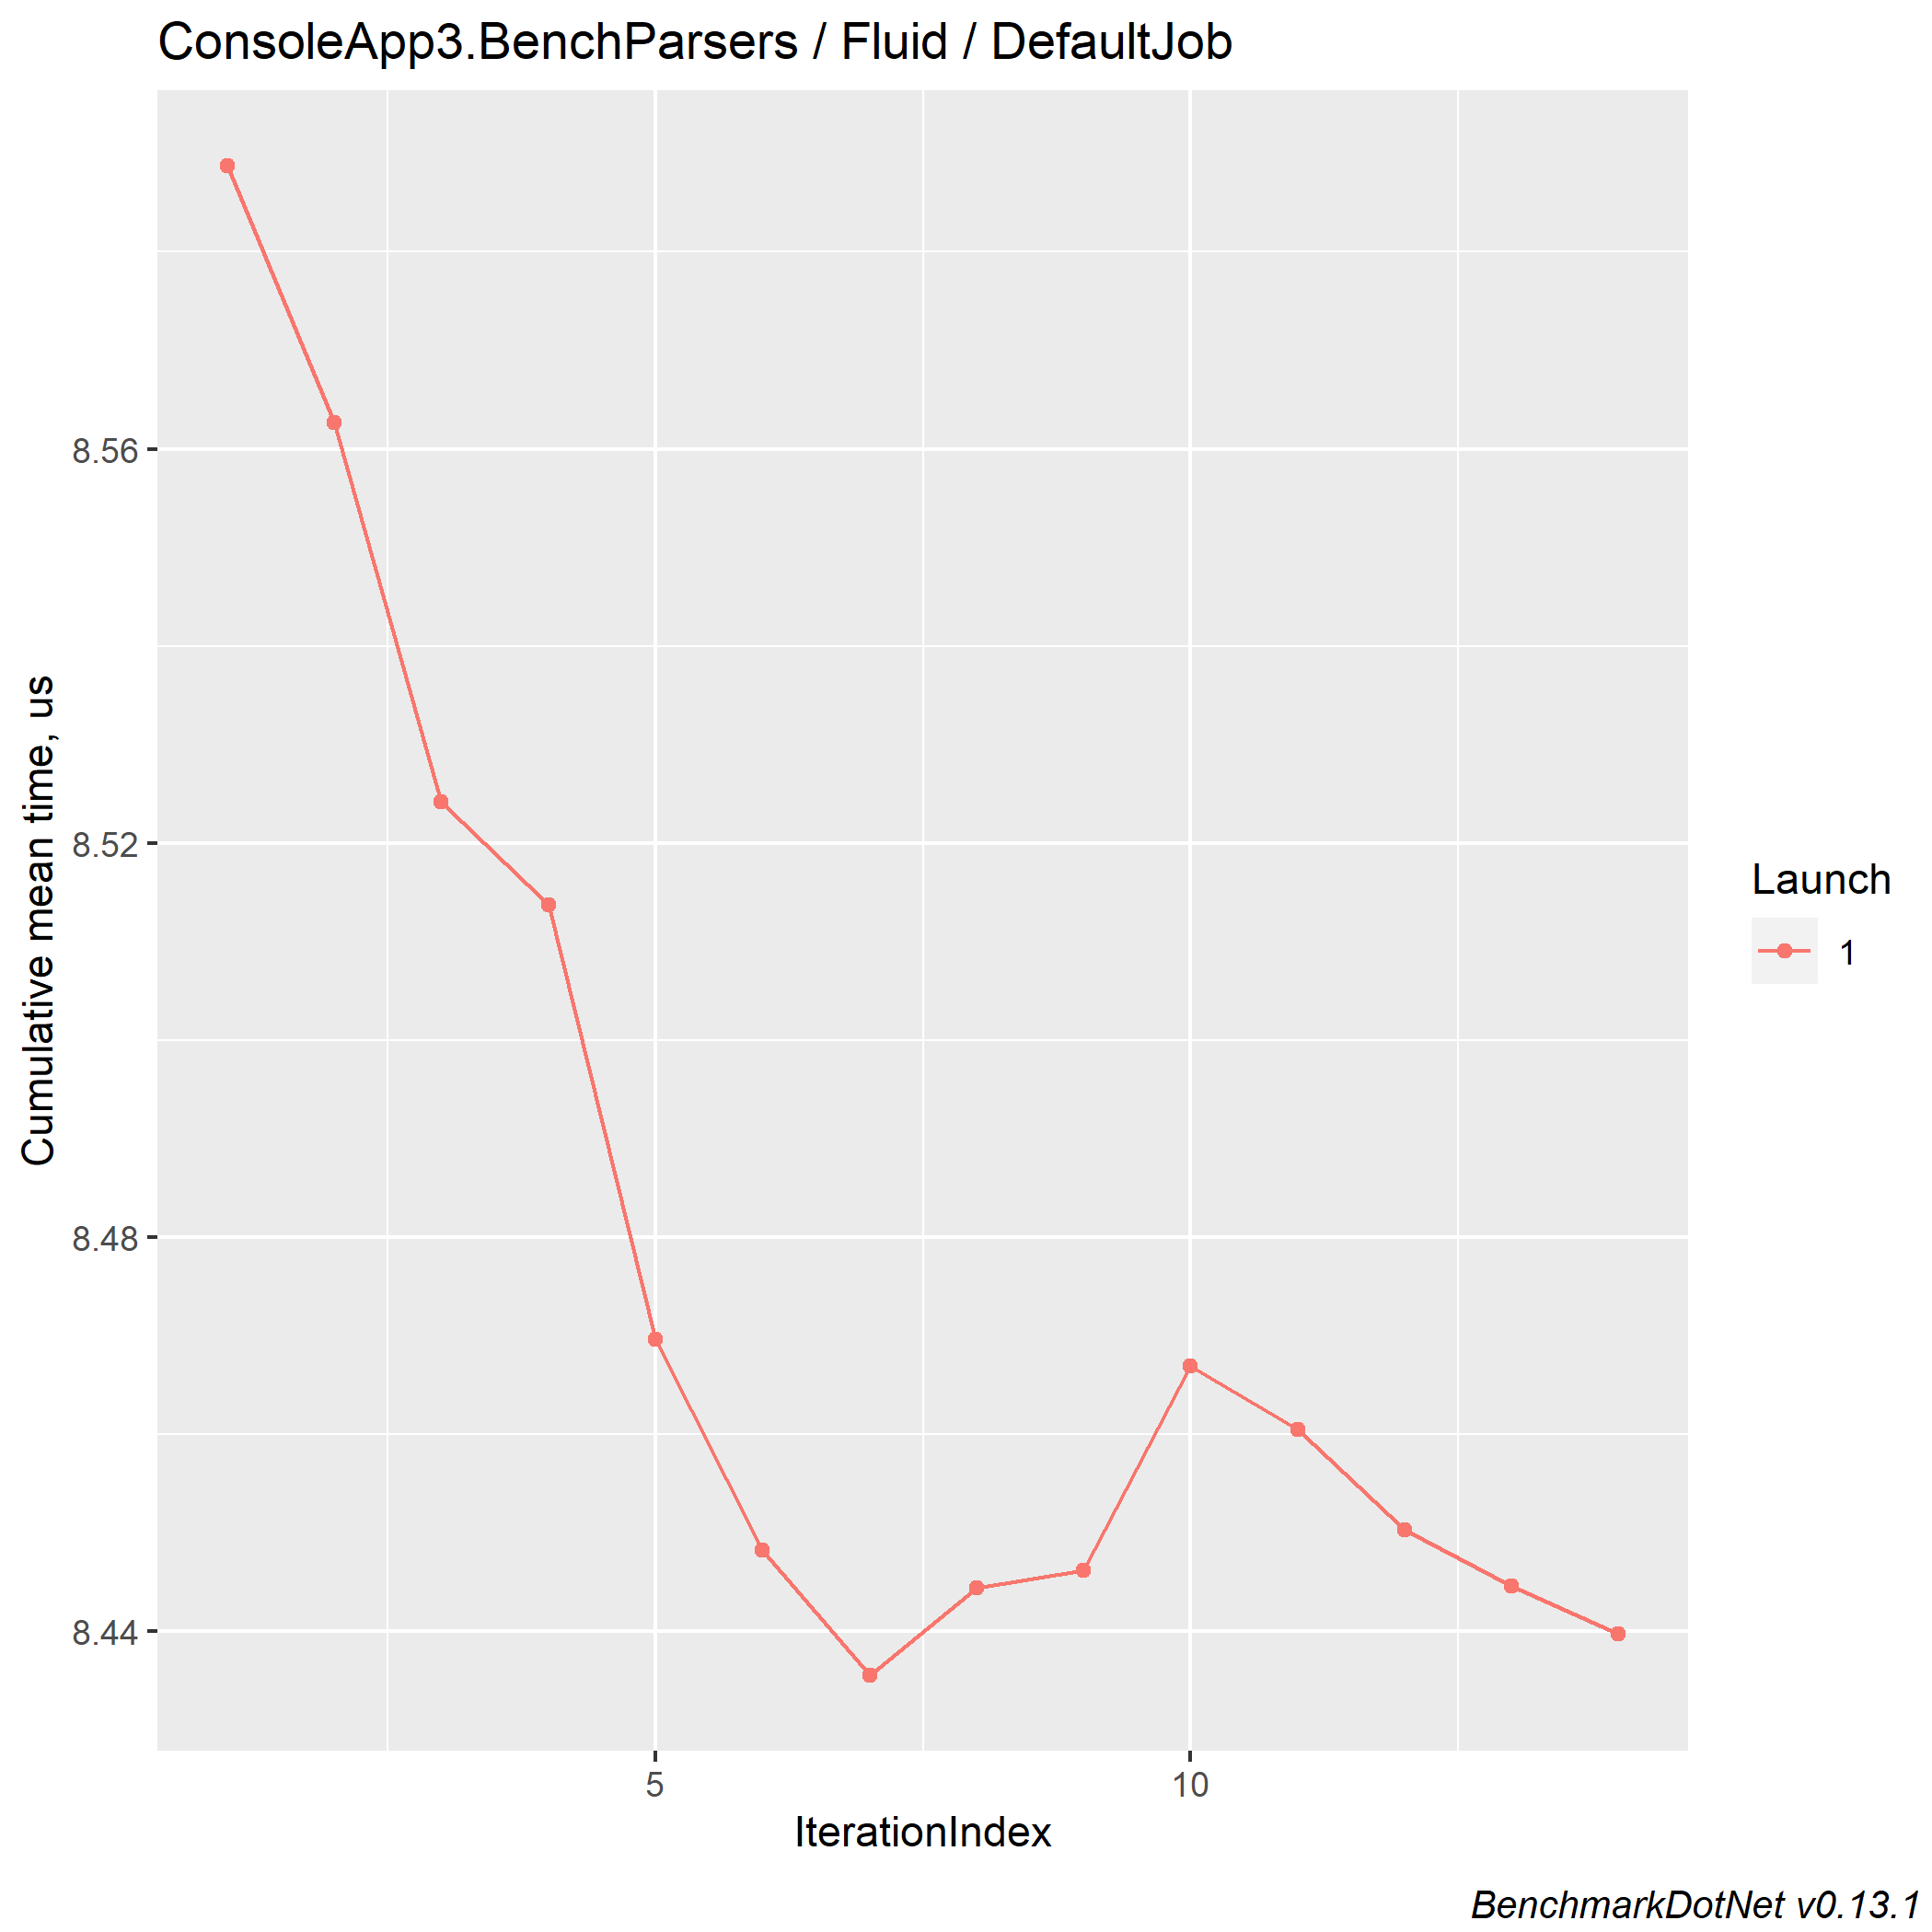 ConsoleApp3.BenchParsers / Fluid / DefaultJob
Cumulative mean time, us
8.56
8.52
8.48
8.44
5
10
IterationIndex
Launch
1
BenchmarkDotNet v0.13.1